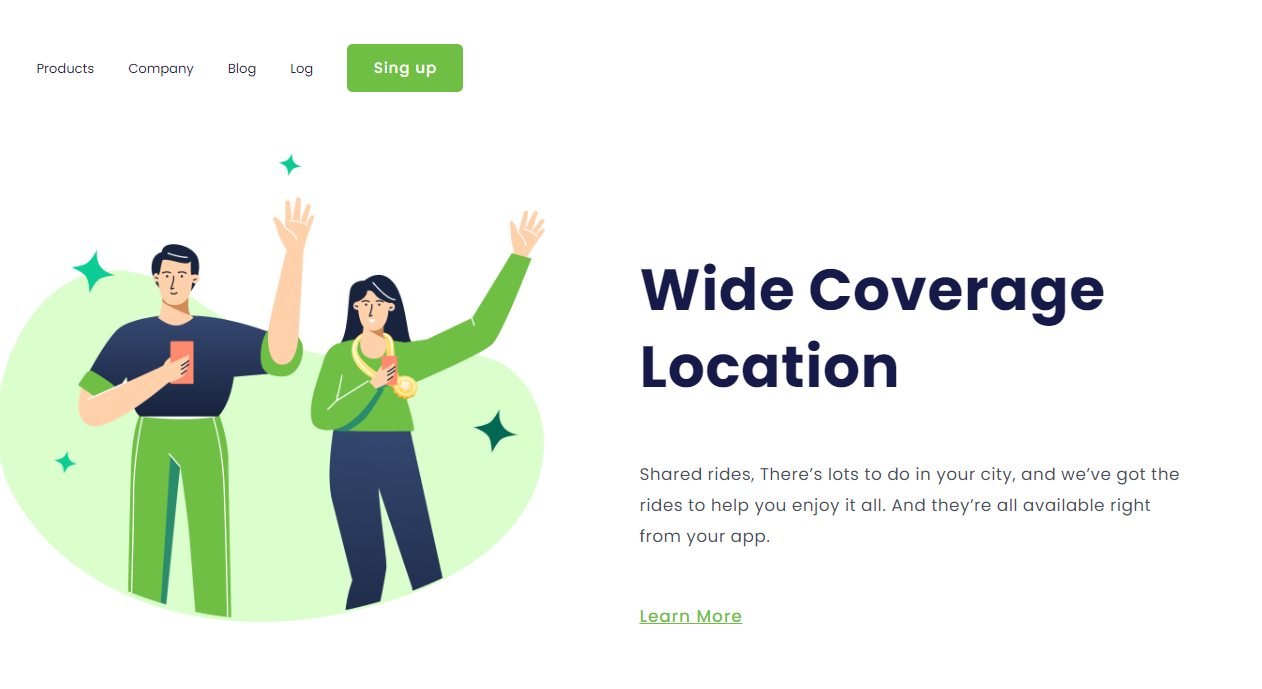 Products Company Blog Log Sing up
Wide Coverage
Location
Shared rides, There’s lots to do in your city, and we’ve got the
rides to help you enjoy it all. And they’re all available right
from your app.
Learn More